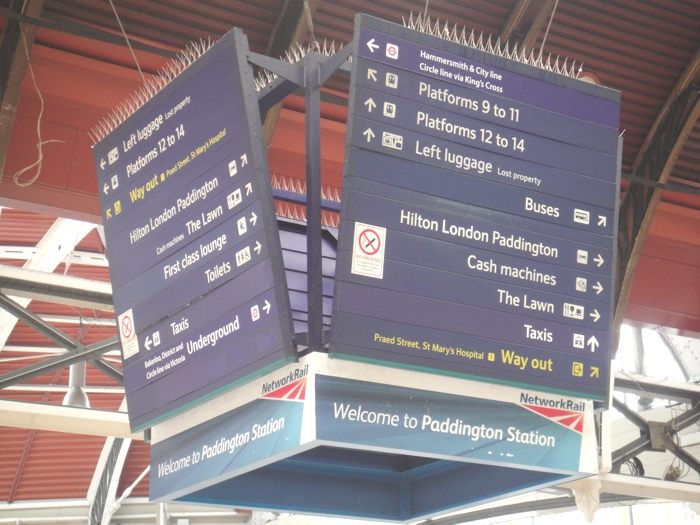 Left luggage Lost property
Platforms 12 to 14
Way out Praed Street, St Mary's Hospital
Hilton London Paddington
Cash machines The Lawn
First class lounge
Toilets
Taxis
Bakerloo, District and
Circle line via Victoria
Underground
NetworkRail
Welcome to Paddington Station
Hammersmith & City line
Circle line via King's Cross
Platforms 9 to 11
Platforms 12 to 14
Left luggage Lost property
Buses
Hilton London Paddington
Cash machines
The Lawn
Taxis
Praed Street, St Mary's Hospital 1 Way out
NetworkRail
Welcome to Paddington Station